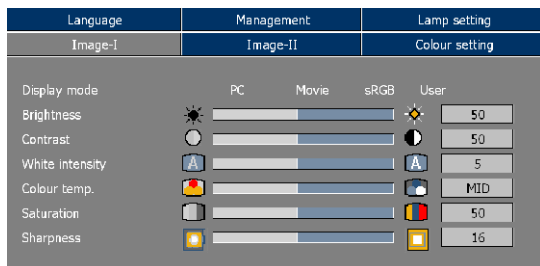 Language Management Lamp setting
Image-I Image-II Colour setting
Display mode PC Movie sRGB User
Brightness 50
Contrast 50
White intensity A A 5
Colour temp. MID
Saturation 50
Sharpness 16